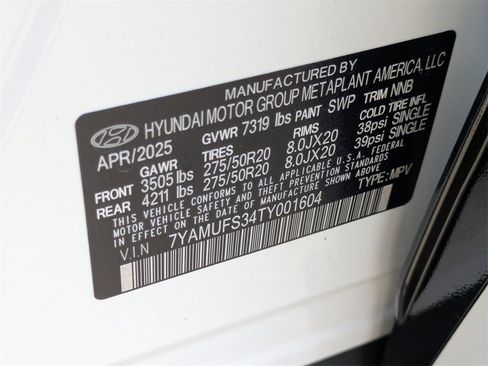 MANUFACTURED BY
HYUNDAI MOTOR GROUP METAPLANT AMERICA, LLC
APR/2025 GVWR 7319 lbs PAINT SWP TRIM NNB
GAWR TIRES RIMS COLD TIRE INFL
FRONT 3505 lbs 275/50R20 8.0JX20 38psi SINGLE
REAR 4211 lbs 275/50R20 8.0JX20 39psi SINGLE
THIS VEHICLE CONFORMS TO ALL APPLICABLE U.S.A. FEDERAL
MOTOR VEHICLE SAFETY AND THEFT PREVENTION STANDARDS
IN EFFECT ON THE DATE OF MANUFACTURE SHOWN ABOVE.
V.I.N 7YAMUFS34TY001604 TYPE: MPV